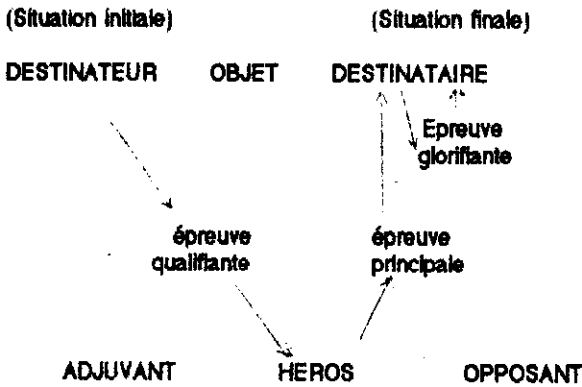 (Situation initiale) (Situation finale)
DESTINATEUR OBJET DESTINATAIRE
Epreuve
glorifiante
épreuve épreuve
qualifiante principale
ADJUVANT HEROS OPPOSANT